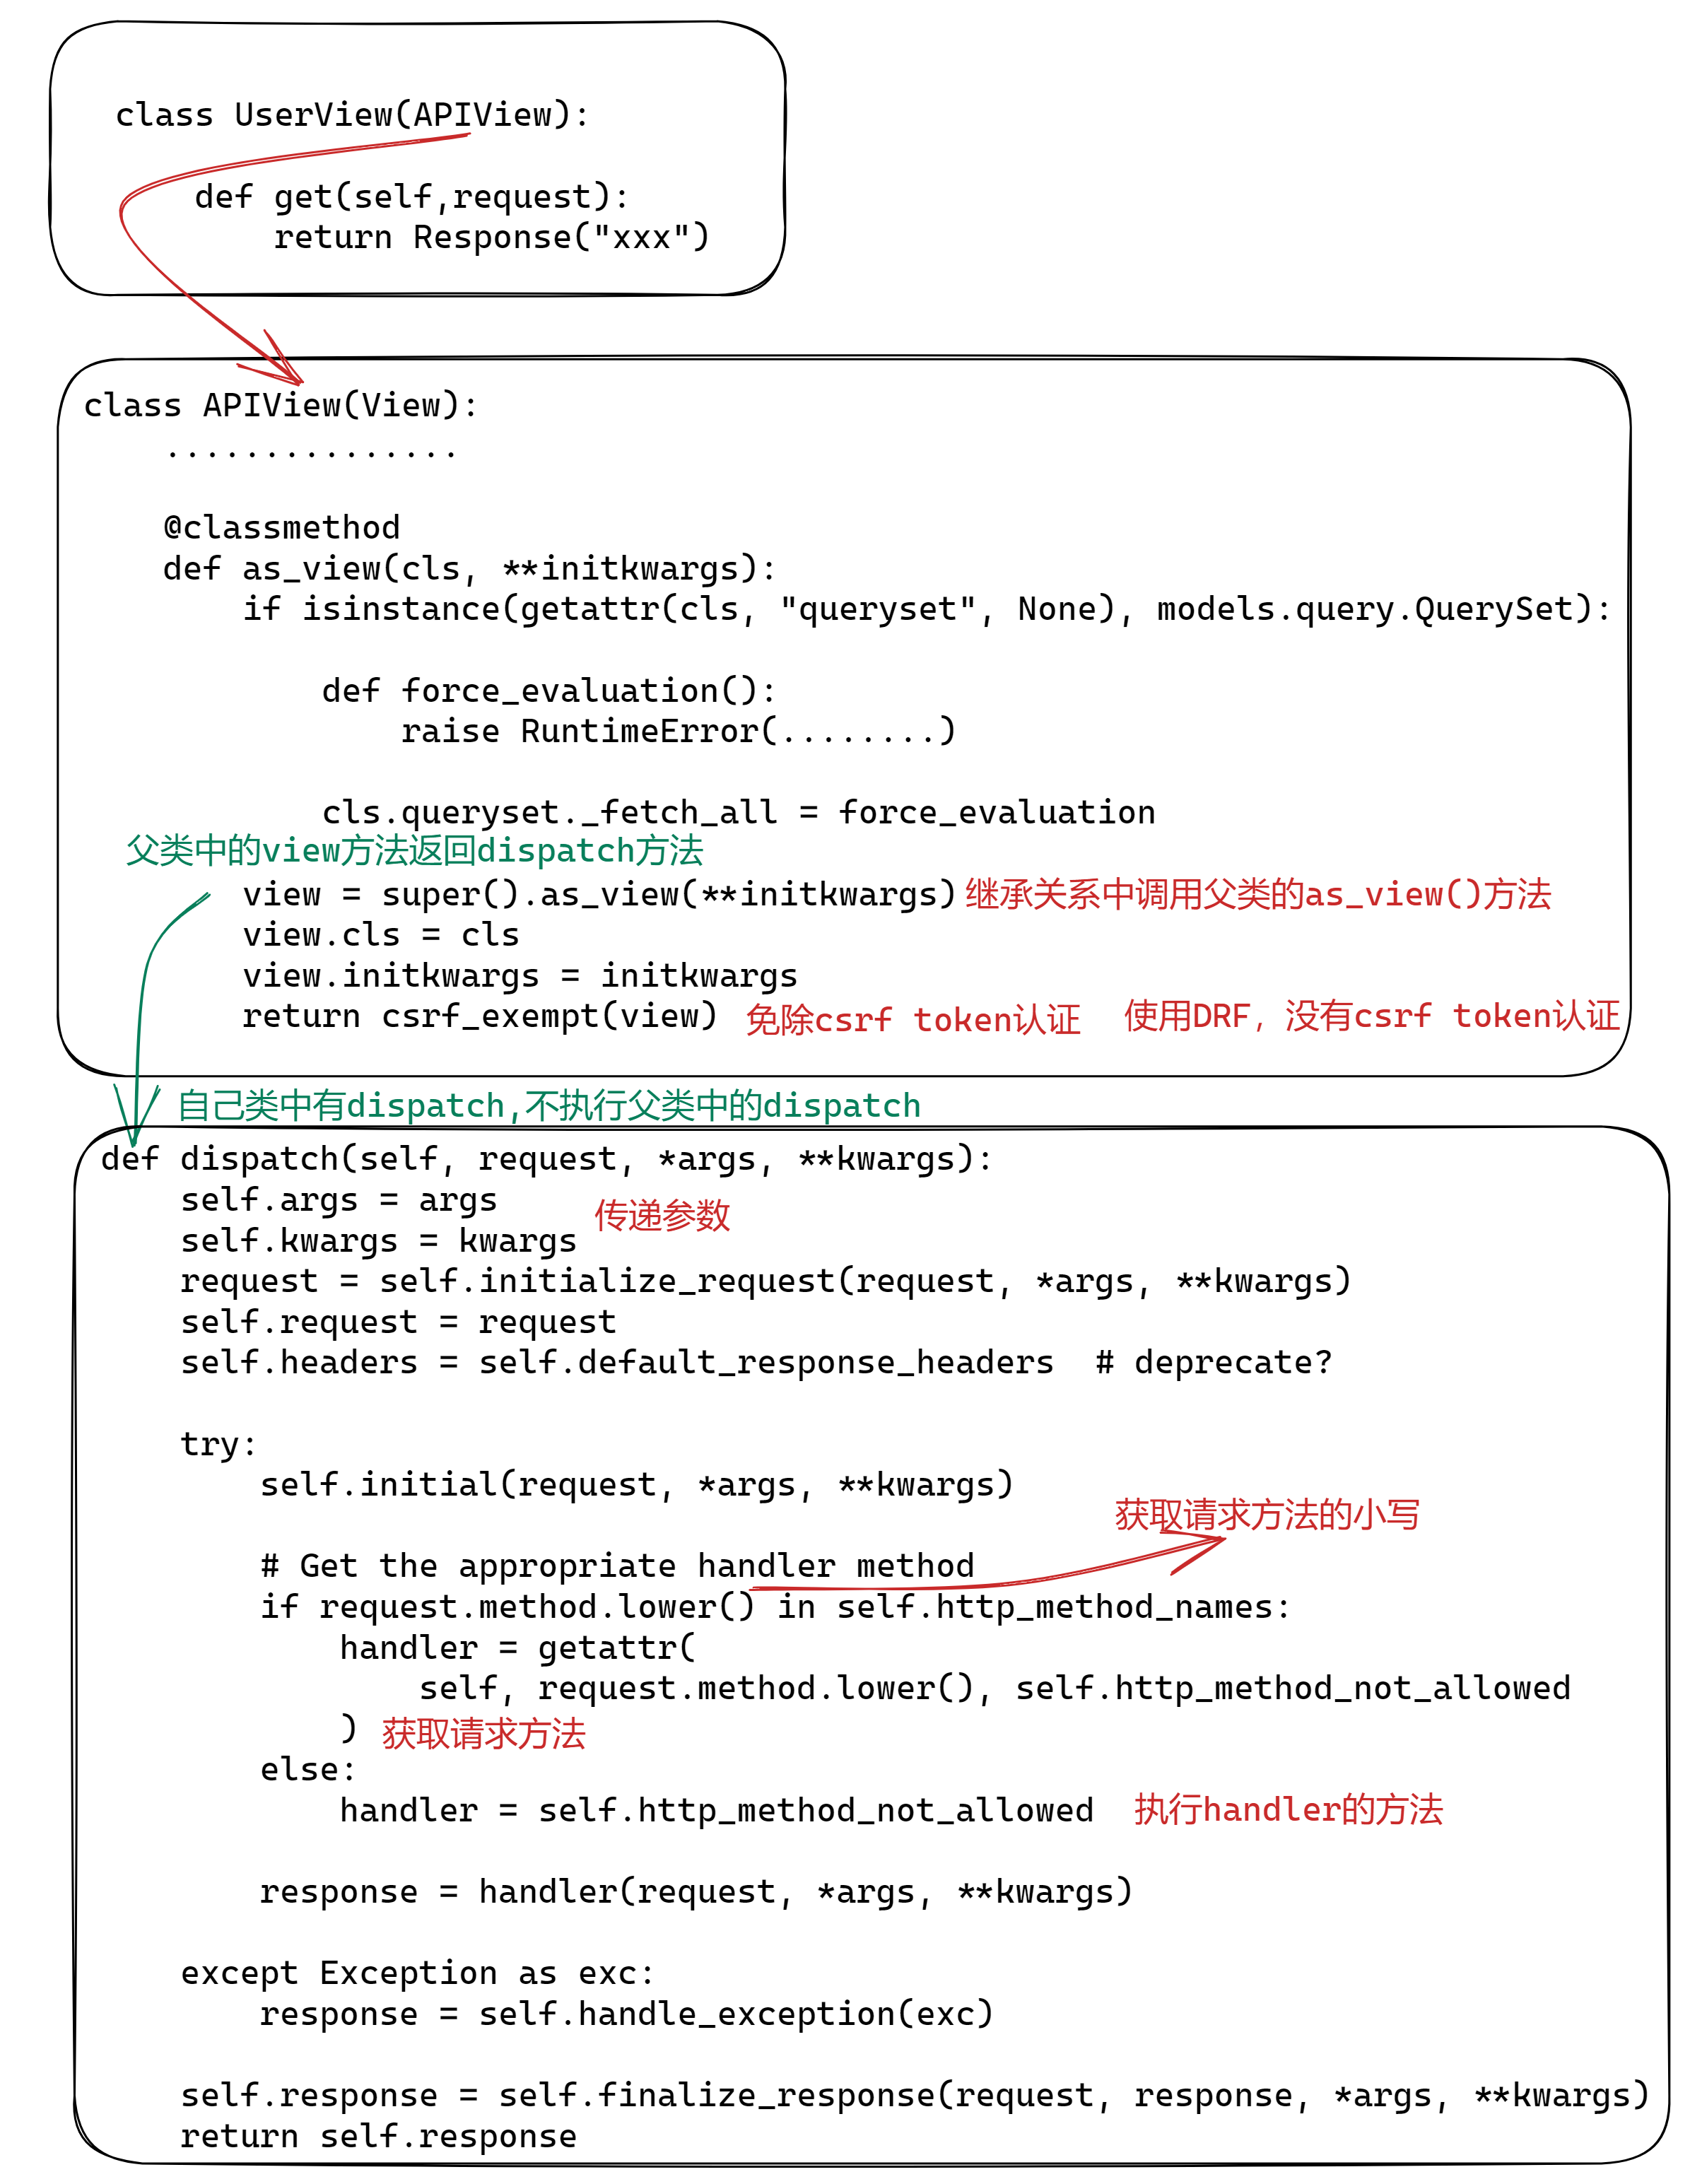 class UserView(APIView):
def get(self,request):
return Response("xxx")
class APIView(View):
...............
@classmethod
def as_view(cls, **initkwargs):
if isinstance(getattr(cls, "queryset", None), models.query.QuerySet):
def force_evaluation():
raise RuntimeError(........)
cls.queryset._fetch_all = force_evaluation
父类中的view方法返回dispatch方法
view = super().as_view(**initkwargs) 继承关系中调用父类的as_view()方法
view.cls = cls
view.initkwargs = initkwargs
return csrf_exempt(view) 免除csrf token认证 使用DRF, 没有csrf token认证
自己类中有dispatch,不执行父类中的dispatch
def dispatch(self, request, *args, **kwargs):
self.args = args
传递参数
self.kwargs = kwargs
request = self.initialize_request(request, *args, **kwargs)
self.request = request
self.headers = self.default_response_headers  # deprecate?
try:
self.initial(request, *args, **kwargs)
获取请求方法的小写
# Get the appropriate handler method
if request.method.lower() in self.http_method_names:
handler = getattr(
self, request.method.lower(), self.http_method_not_allowed
) 获取请求方法
else:
handler = self.http_method_not_allowed 执行handler的方法
response = handler(request, *args, **kwargs)
except Exception as exc:
response = self.handle_exception(exc)
self.response = self.finalize_response(request, response, *args, **kwargs)
return self.response